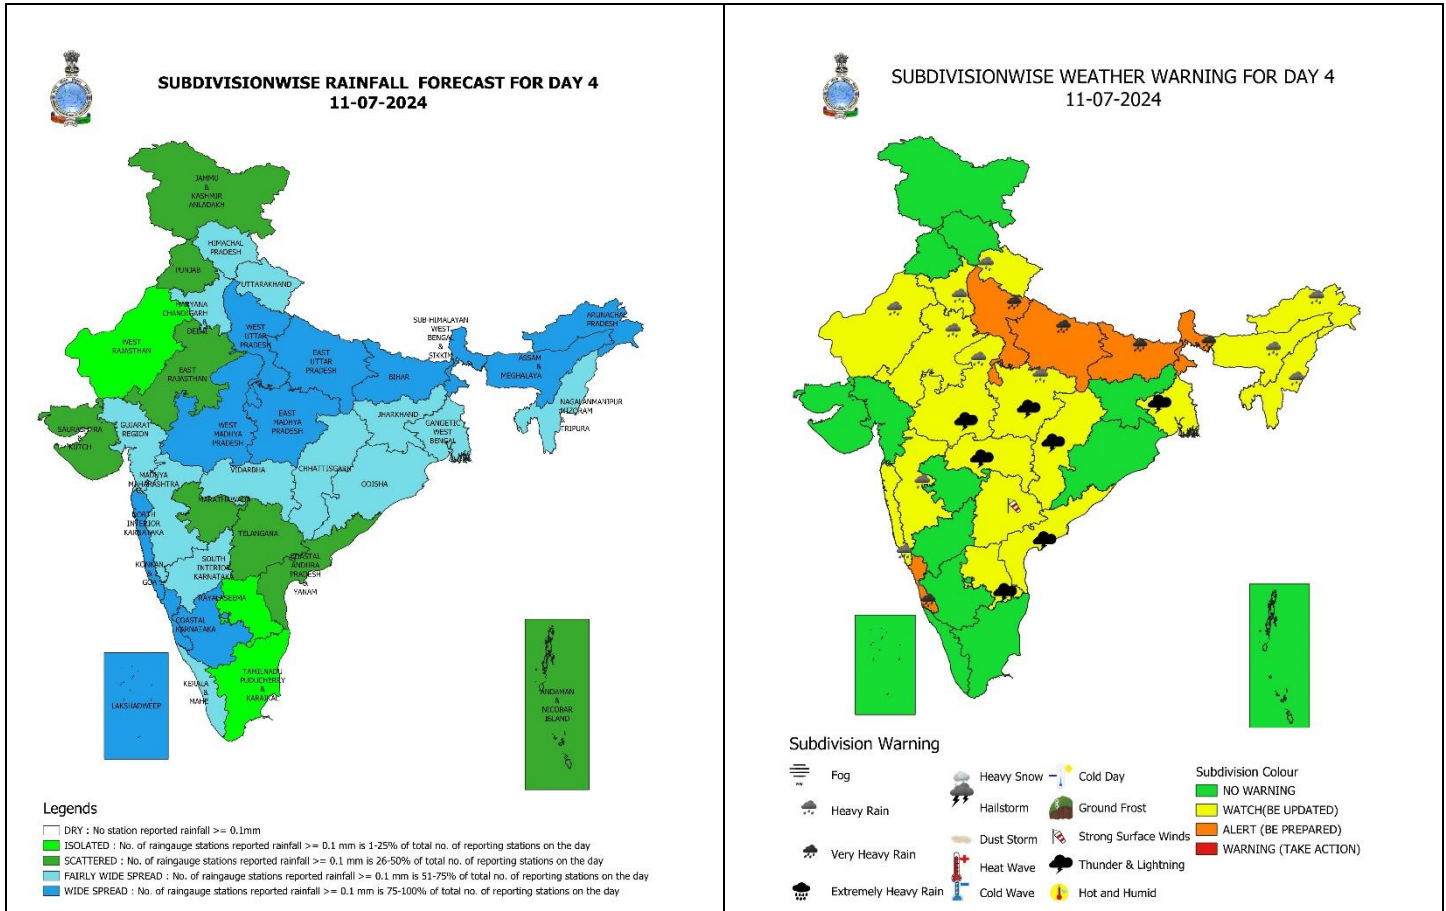 SUBDIVISIONWISE RAINFALL FORECAST FOR DAY 4
11-07-2024
JAMMU
&
KASHMIR
ANLADAKH
HIMACHAL
PRADESH
PUNJAB
UTTARAKHAND
HARYANA
CHANDIGARH
&
DELHI
WEST
RAJASTHAN
EAST
RAJASTHAN
WEST
UTTAR
PRADESH
EAST
UTTAR
PRADESH
BIHAR
SUB-HIMALAYAN
WEST
BENGAL
&
SIKKIM
ARUNACHAL
PRADESH
ASSAM
&
MEGHALAYA
NAGALANMANIPUR
MIZORAM
&
TRIPURA
SAURASHTRA
&
KUTCH
GUJARAT
REGION
WEST
MADHYA
PRADESH
EAST
MADHYA
PRADESH
JHARKHAND
GANGETIC
WEST
BENGAL
MADHYA
MAHARASHTRA
VIDARBHA
CHHATTISGARH
ODISHA
MARATHAWADA
NORTH
INTERIOR
KARNATAKA
TELANGANA
KONKAN
&
GOA
SOUTH
INTERIOR
KARNATAKA
COASTAL
ANDHRA
PRADESH
&
YANAM
RAYALASEEMA
COASTAL
KARNATAKA
KERALA
&
MAHE
TAMILNADU
PUDUCHERRY
&
KARAIKAL
LAKSHADWEEP
ANDAMAN
&
NICOBAR
ISLAND
Legends
DRY : No station reported rainfall >= 0.1mm
ISOLATED : No. of raingauge stations reported rainfall >= 0.1 mm is 1-25% of total no. of reporting stations on the day
SCATTERED : No. of raingauge stations reported rainfall >= 0.1 mm is 26-50% of total no. of reporting stations on the day
FAIRLY WIDE SPREAD : No. of raingauge stations reported rainfall >= 0.1 mm is 51-75% of total no. of reporting stations on the day
WIDE SPREAD : No. of raingauge stations reported rainfall >= 0.1 mm is 75-100% of total no. of reporting stations on the day
SUBDIVISIONWISE WEATHER WARNING FOR DAY 4
11-07-2024
Subdivision Warning
Fog
Heavy Rain
Very Heavy Rain
Extremely Heavy Rain
Heavy Snow
Hailstorm
Dust Storm
Heat Wave
Cold Wave
Cold Day
Ground Frost
Strong Surface Winds
Thunder & Lightning
Hot and Humid
Subdivision Colour
NO WARNING
WATCH(BE UPDATED)
ALERT (BE PREPARED)
WARNING (TAKE ACTION)